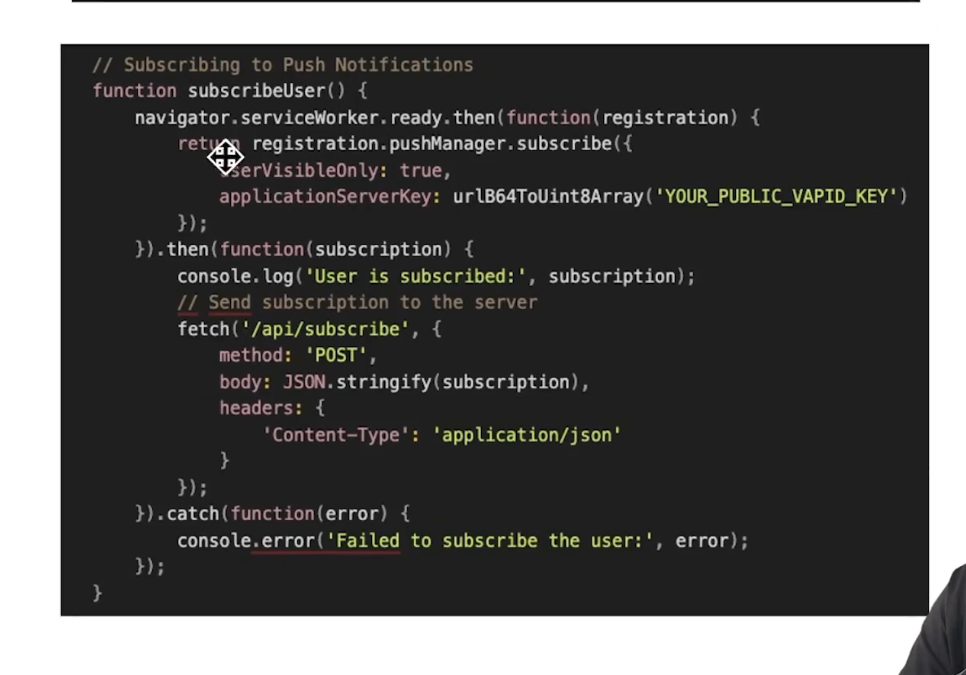 // Subscribing to Push Notifications
function subscribeUser() {
    navigator.serviceWorker.ready.then(function(registration) {
        return registration.pushManager.subscribe({
            userVisibleOnly: true,
            applicationServerKey: urlB64ToUint8Array('YOUR_PUBLIC_VAPID_KEY')
        });
    }).then(function(subscription) {
        console.log('User is subscribed:', subscription);
        // Send subscription to the server
        fetch('/api/subscribe', {
            method: 'POST',
            body: JSON.stringify(subscription),
            headers: {
                'Content-Type': 'application/json'
            }
        });
    }).catch(function(error) {
        console.error('Failed to subscribe the user:', error);
    });
}